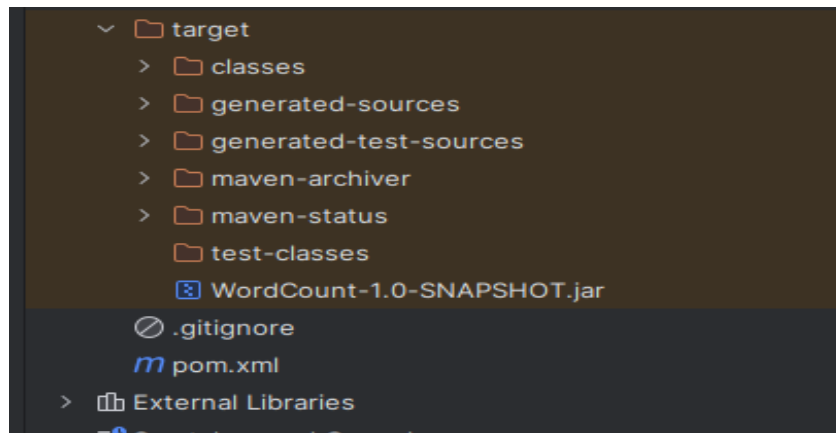 target
classes
generated-sources
generated-test-sources
maven-archiver
maven-status
test-classes
WordCount-1.0-SNAPSHOT.jar
.gitignore
m pom.xml
External Libraries